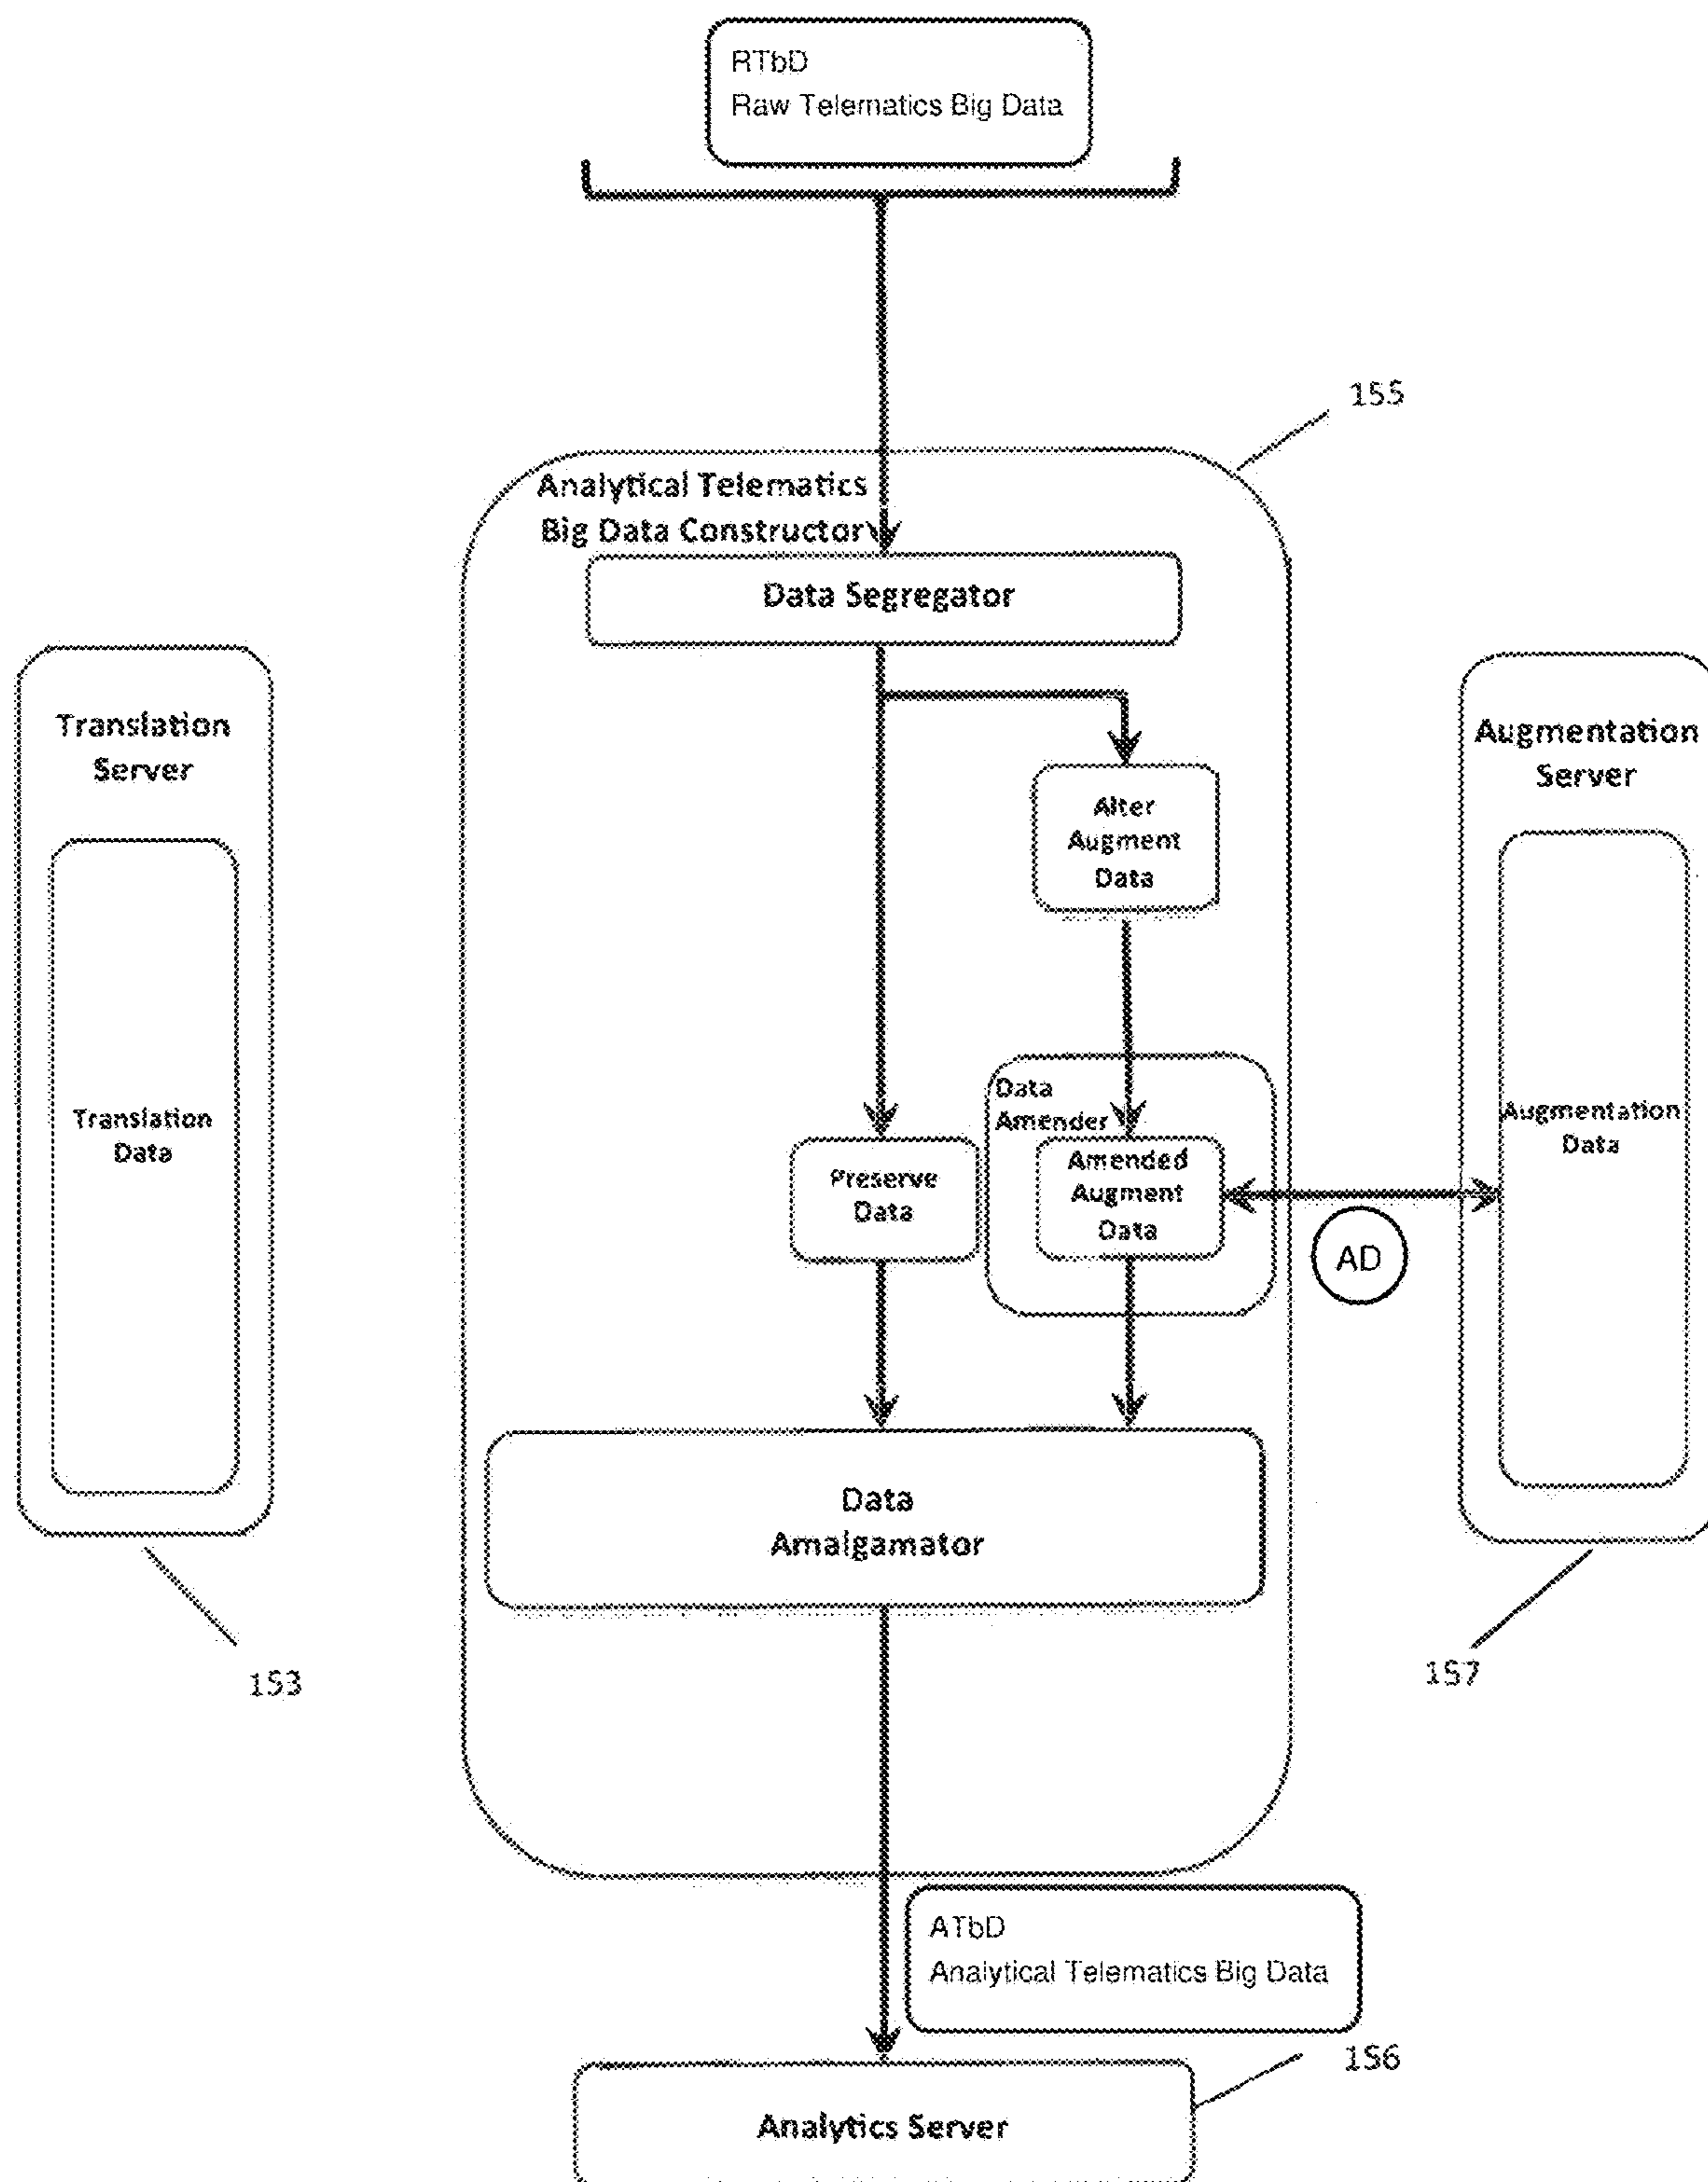 RTbD
Raw Telematics Big Data
155
Analytical Telematics
Big Data Constructor
Data Segregator
Translation
Server
Augmentation
Server
Alter
Augment
Data
Data
Amender
Translation
Data
Augmentation
Data
Preserve
Data
Amended
Augment
Data
AD
Data
Amalgamator
153
157
ATbD
Analytical Telematics Big Data
156
Analytics Server